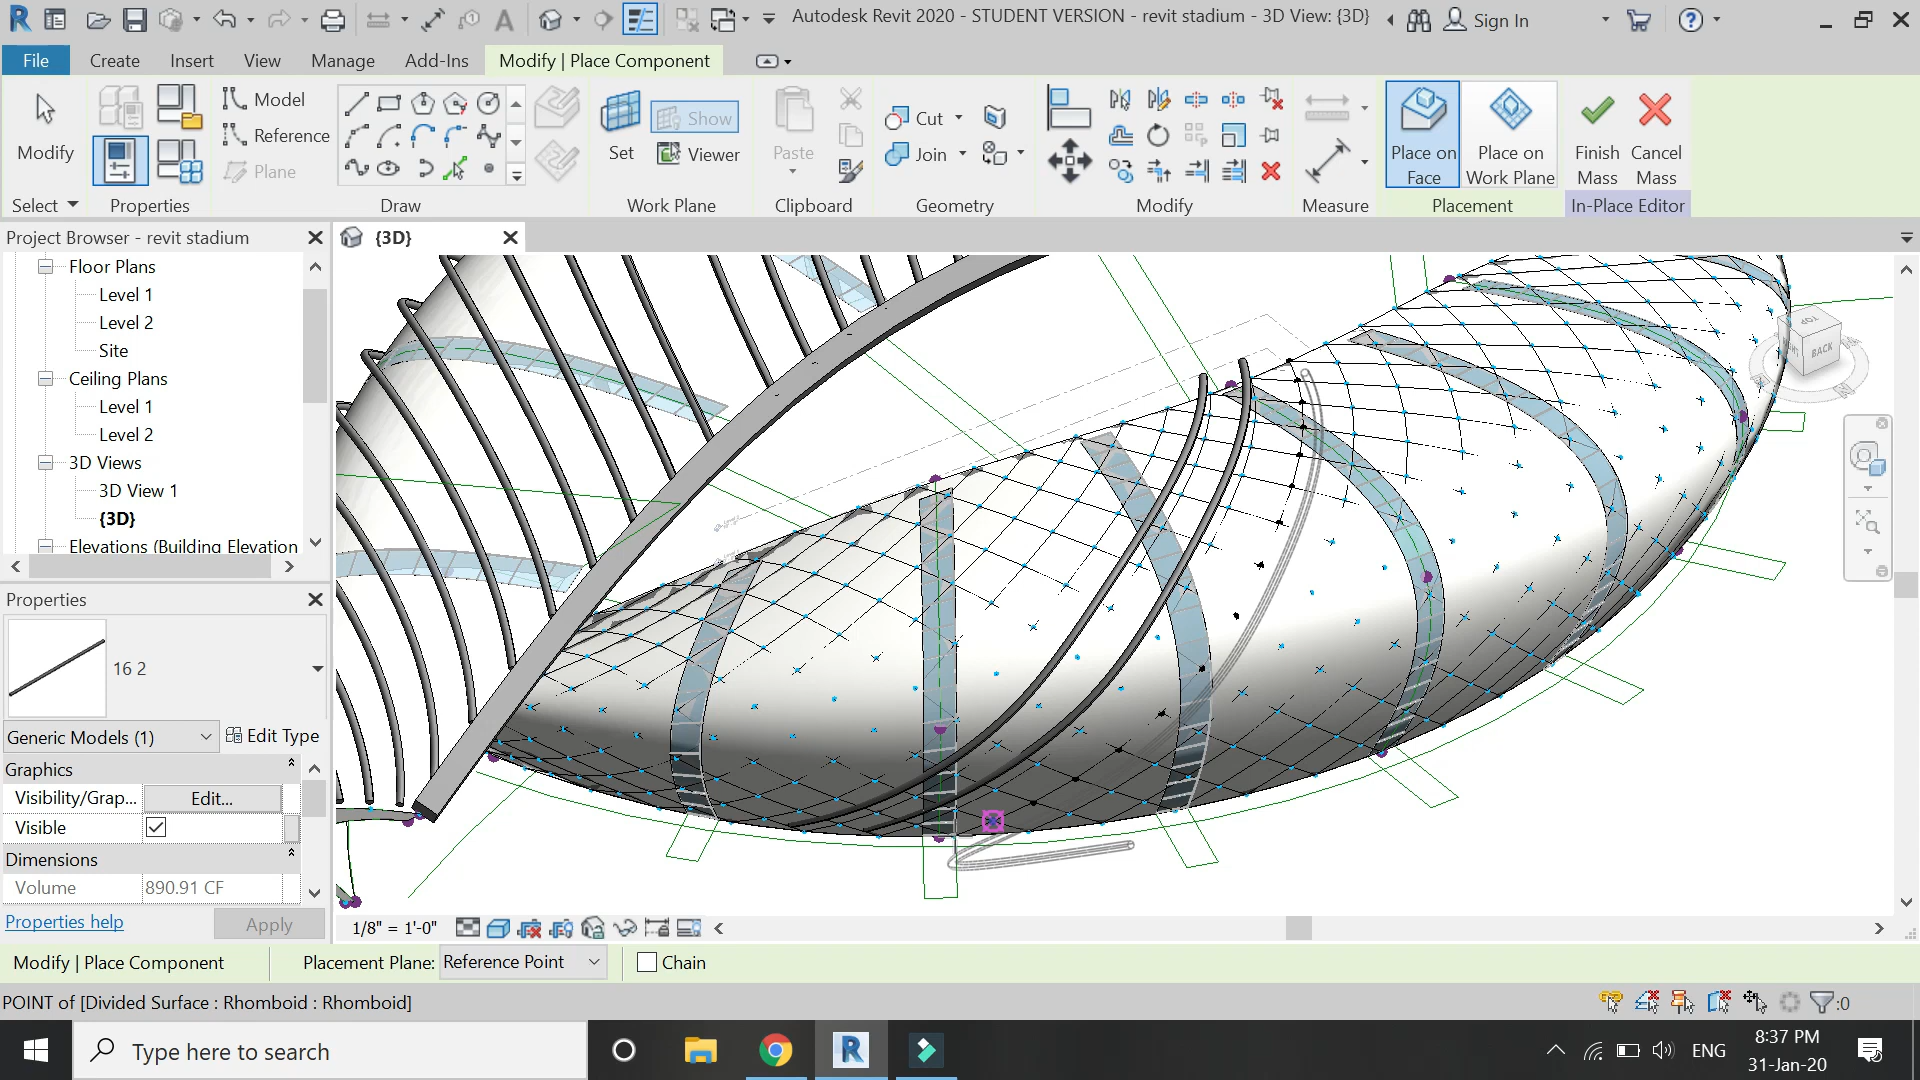 Autodesk Revit 2020 - STUDENT VERSION - revit stadium - 3D View: {3D}
Sign In
File
Create
Insert
View
Manage
Add-Ins
Modify | Place Component
Modify
Model
Reference
Plane
Set
Show
Viewer
Paste
Cut
Join
Place on Face
Place on Work Plane
Finish Mass
Cancel Mass
Select
Properties
Draw
Work Plane
Clipboard
Geometry
Modify
Measure
Placement
In-Place Editor
Project Browser - revit stadium
{3D}
Floor Plans
Level 1
Level 2
Site
Ceiling Plans
Level 1
Level 2
3D Views
3D View 1
{3D}
Elevations (Building Elevation
TOP
BACK
Properties
16 2
Generic Models (1)
Edit Type
Graphics
Visibility/Grap...
Edit...
Visible
Dimensions
Volume
890.91 CF
Properties help
Apply
1/8" = 1'-0"
Modify | Place Component
Placement Plane:
Reference Point
Chain
POINT of [Divided Surface : Rhomboid : Rhomboid]
:0
Type here to search
ENG
8:37 PM
31-Jan-20